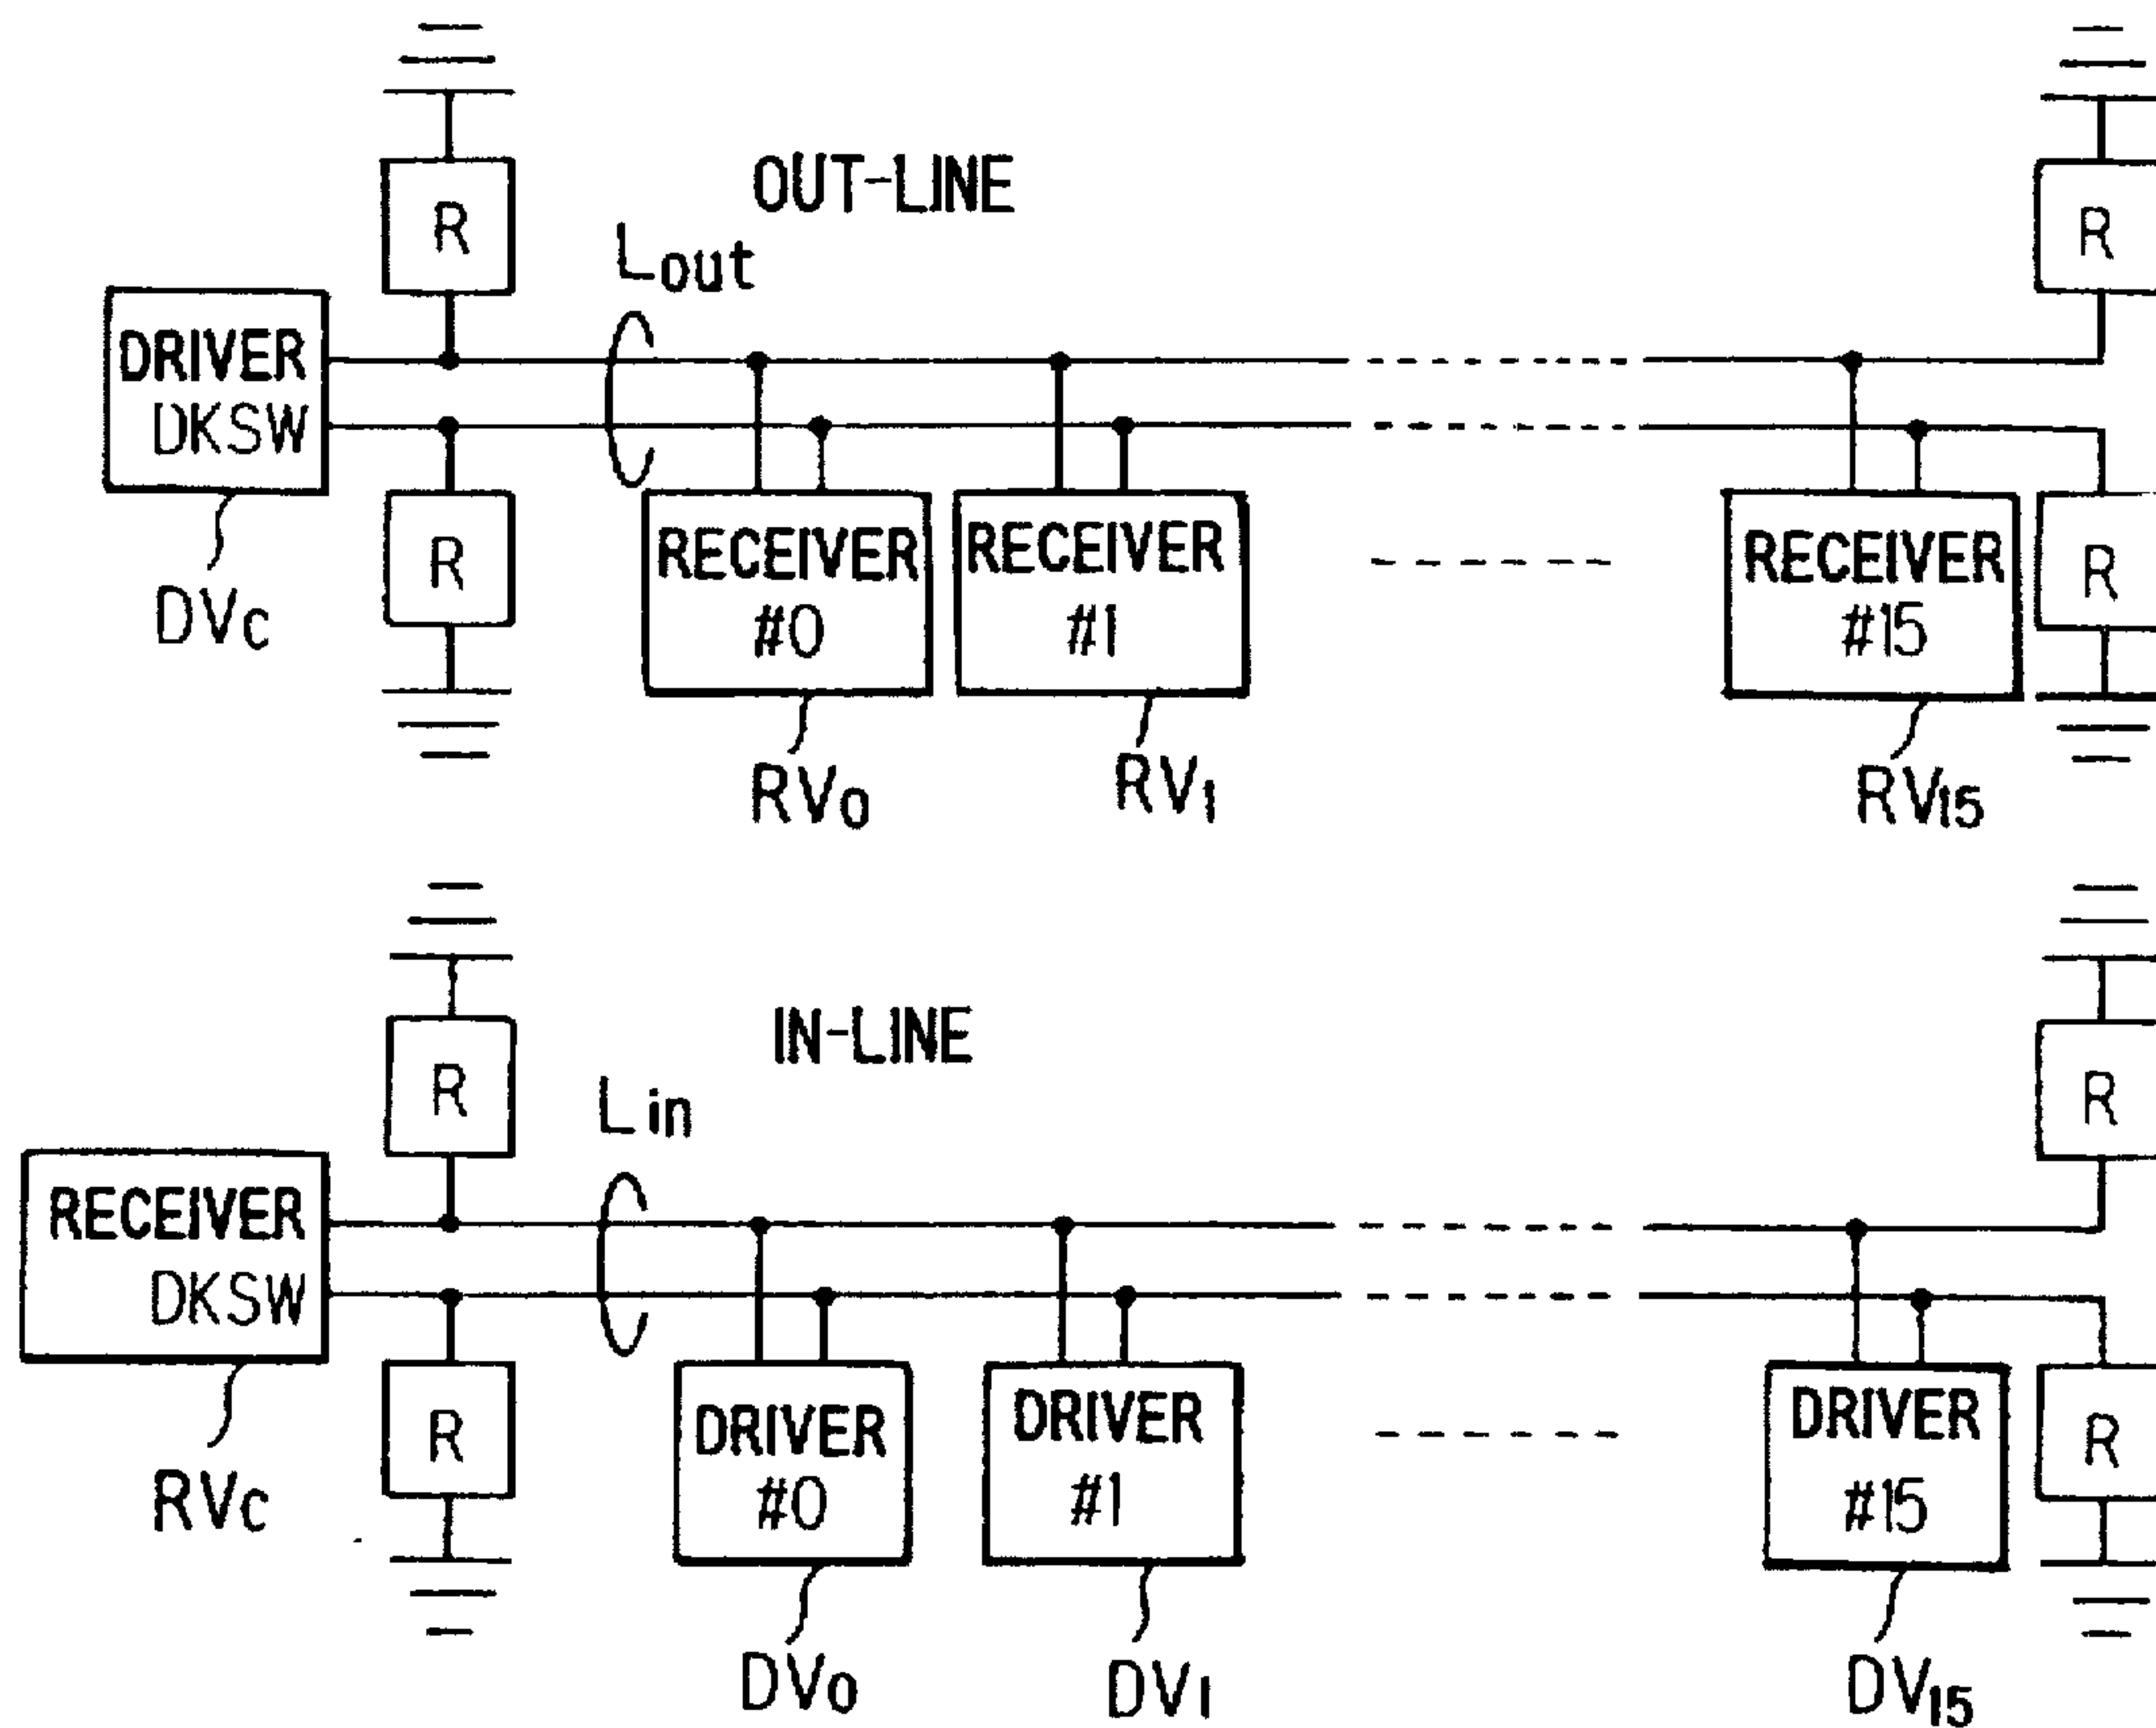 OUT-LINE
Lout
R
R
DRIVER
DKSW
DVc
R
RECEIVER
#0
RECEIVER
#1
RECEIVER
#15
R
RV0
RV1
RV15
IN-LINE
Lin
R
R
RECEIVER
DKSW
RVc
R
DRIVER
#0
DRIVER
#1
DRIVER
#15
R
DV0
DV1
DV15